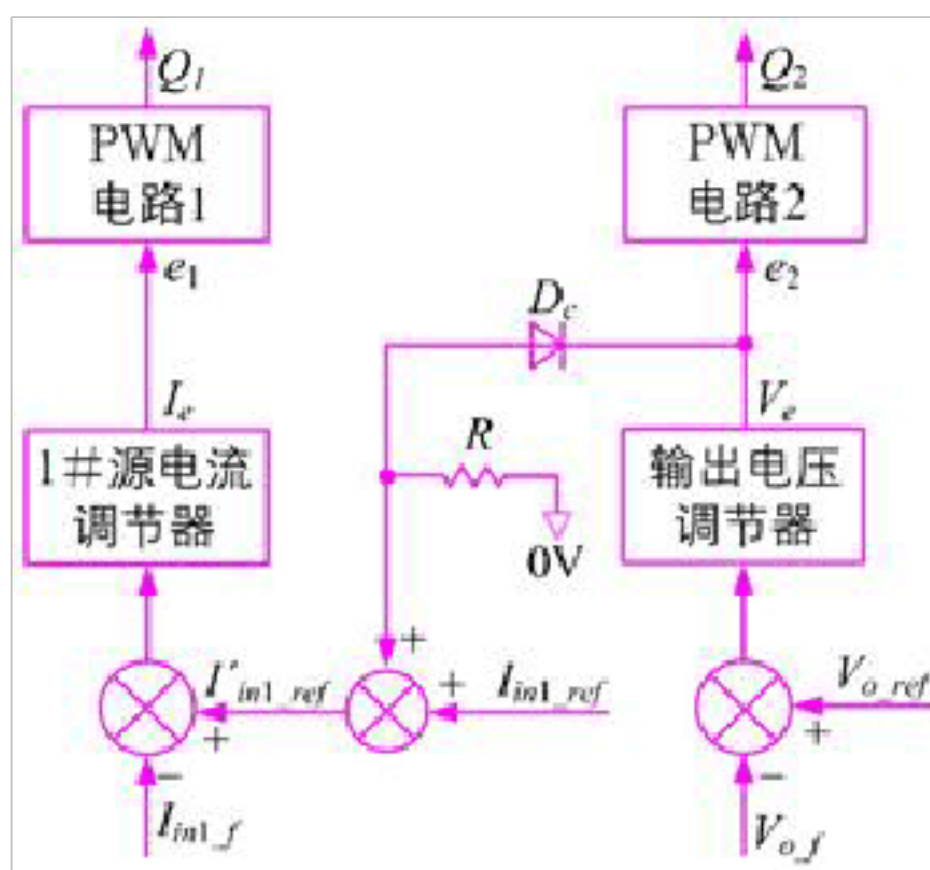 Q1 Q2
PWM
电路1
PWM
电路2
e1 e2
Dc
Ie Ve
R
1#源电流
调节器
输出电压
调节器
0V
+
I'in1_ref + Iin1_ref Vo_ref
+ +
− −
Iin1_f Vo_f